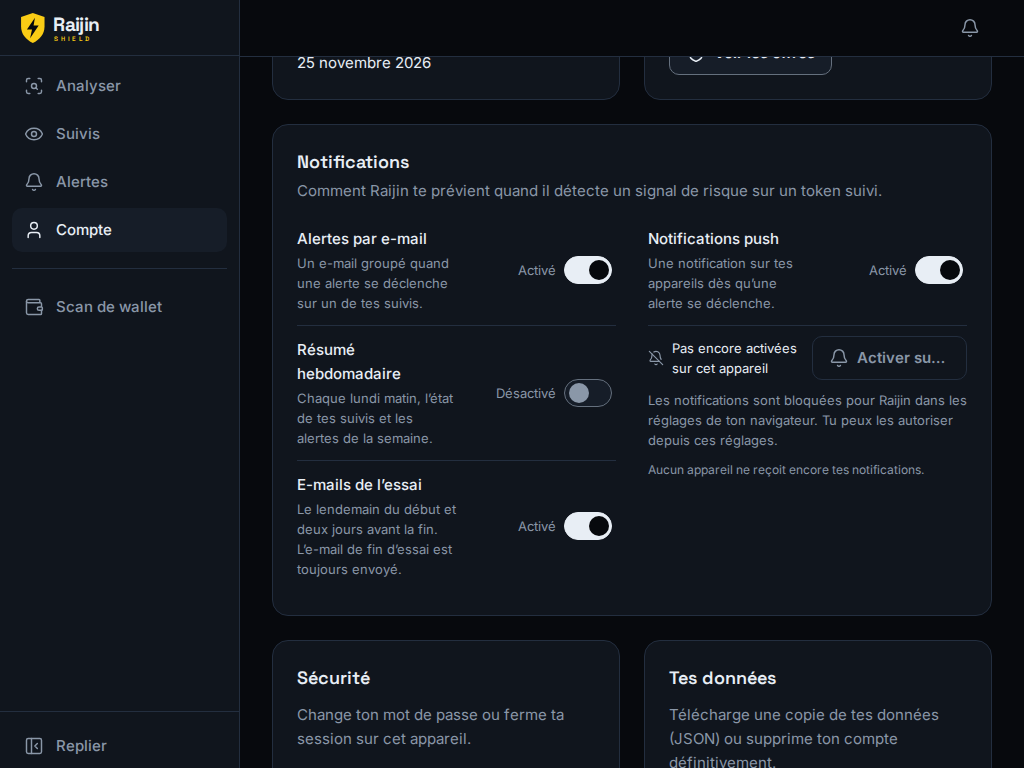 Raijin
SHIELD
Analyser
Suivis
Alertes
Compte
Scan de wallet
Replier
25 novembre 2026
Notifications
Comment Raijin te prévient quand il détecte un signal de risque sur un token suivi.
Alertes par e-mail
Un e-mail groupé quand
une alerte se déclenche
sur un de tes suivis.
Activé
Résumé
hebdomadaire
Chaque lundi matin, l’état
de tes suivis et les
alertes de la semaine.
Désactivé
E-mails de l’essai
Le lendemain du début et
deux jours avant la fin.
L’e-mail de fin d’essai est
toujours envoyé.
Activé
Notifications push
Une notification sur tes
appareils dès qu’une
alerte se déclenche.
Activé
Pas encore activées
sur cet appareil
Activer su...
Les notifications sont bloquées pour Raijin dans les
réglages de ton navigateur. Tu peux les autoriser
depuis ces réglages.
Aucun appareil ne reçoit encore tes notifications.
Sécurité
Change ton mot de passe ou ferme ta
session sur cet appareil.
Tes données
Télécharge une copie de tes données
(JSON) ou supprime ton compte
définitivement.